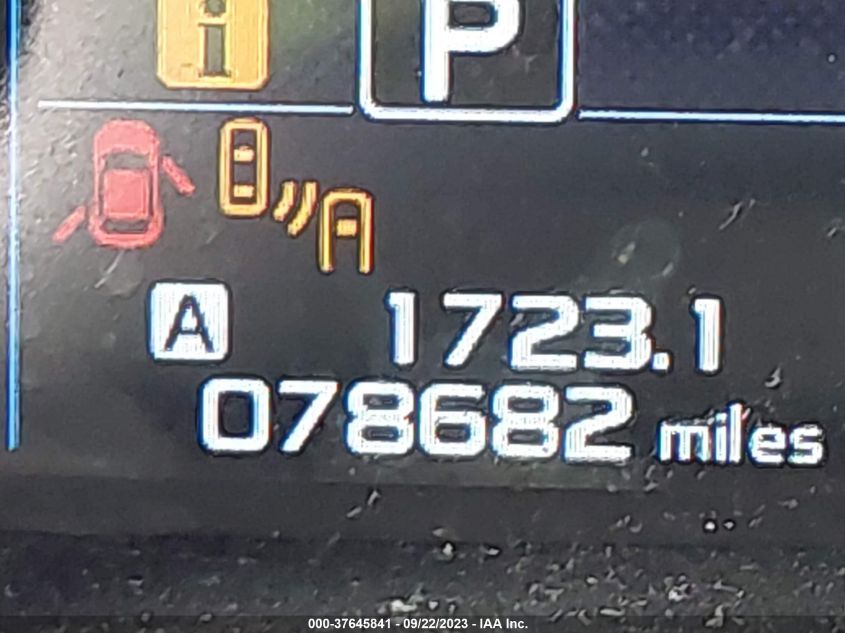 i
P
A 1723.1
078682 miles
000-37645841 - 09/22/2023 - IAA Inc.